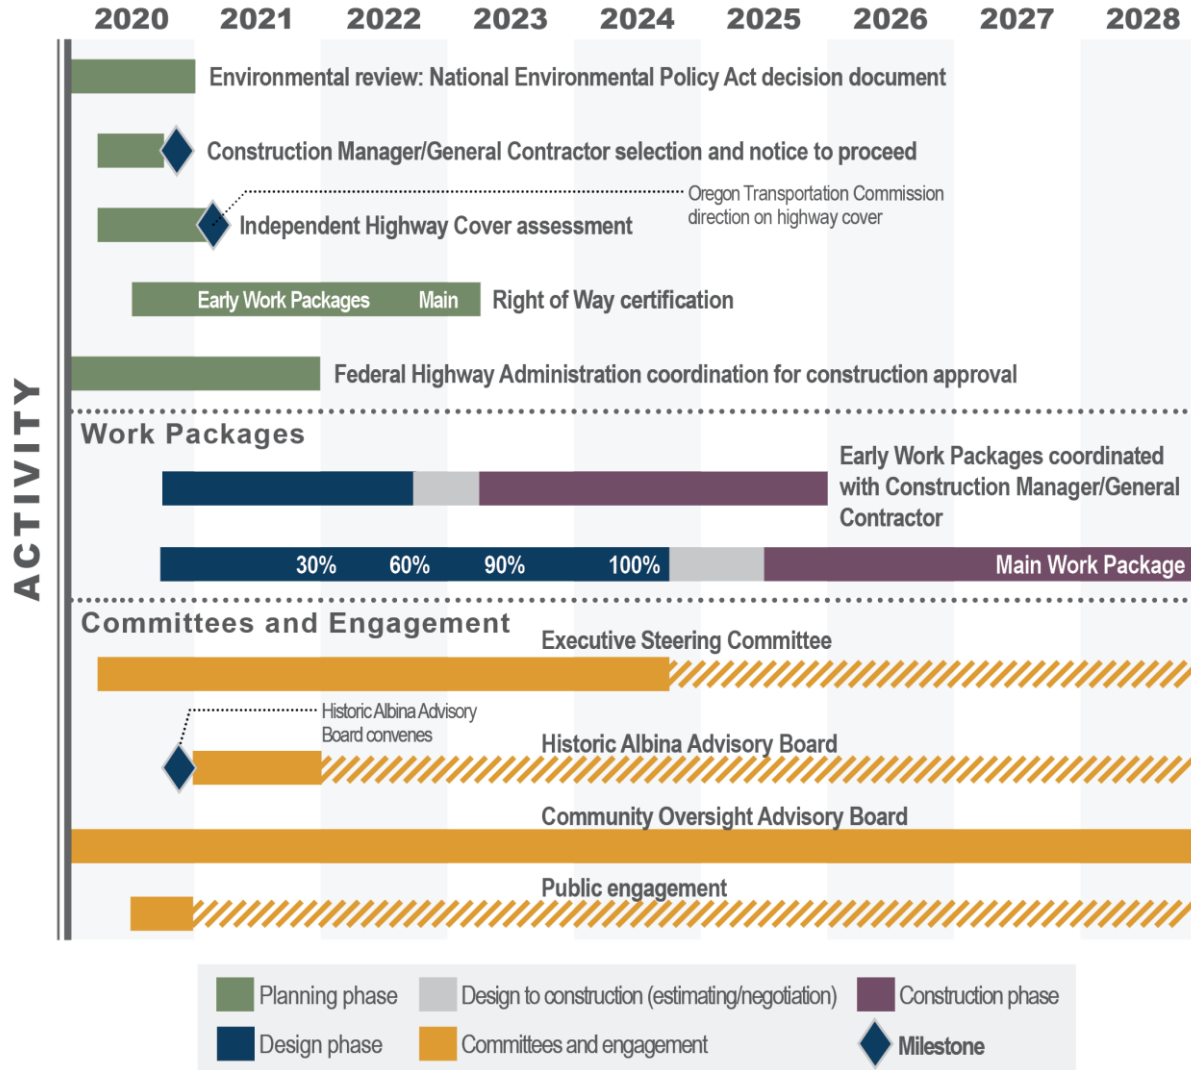 2020 2021 2022 2023 2024 2025 2026 2027 2028
ACTIVITY
Environmental review: National Environmental Policy Act decision document
Construction Manager/General Contractor selection and notice to proceed
Oregon Transportation Commission
direction on highway cover
Independent Highway Cover assessment
Early Work Packages Main Right of Way certification
Federal Highway Administration coordination for construction approval
Work Packages
Early Work Packages coordinated
with Construction Manager/General
Contractor
30% 60% 90% 100% Main Work Package
Committees and Engagement
Executive Steering Committee
Historic Albina Advisory
Board convenes
Historic Albina Advisory Board
Community Oversight Advisory Board
Public engagement
Planning phase Design to construction (estimating/negotiation) Construction phase
Design phase Committees and engagement Milestone